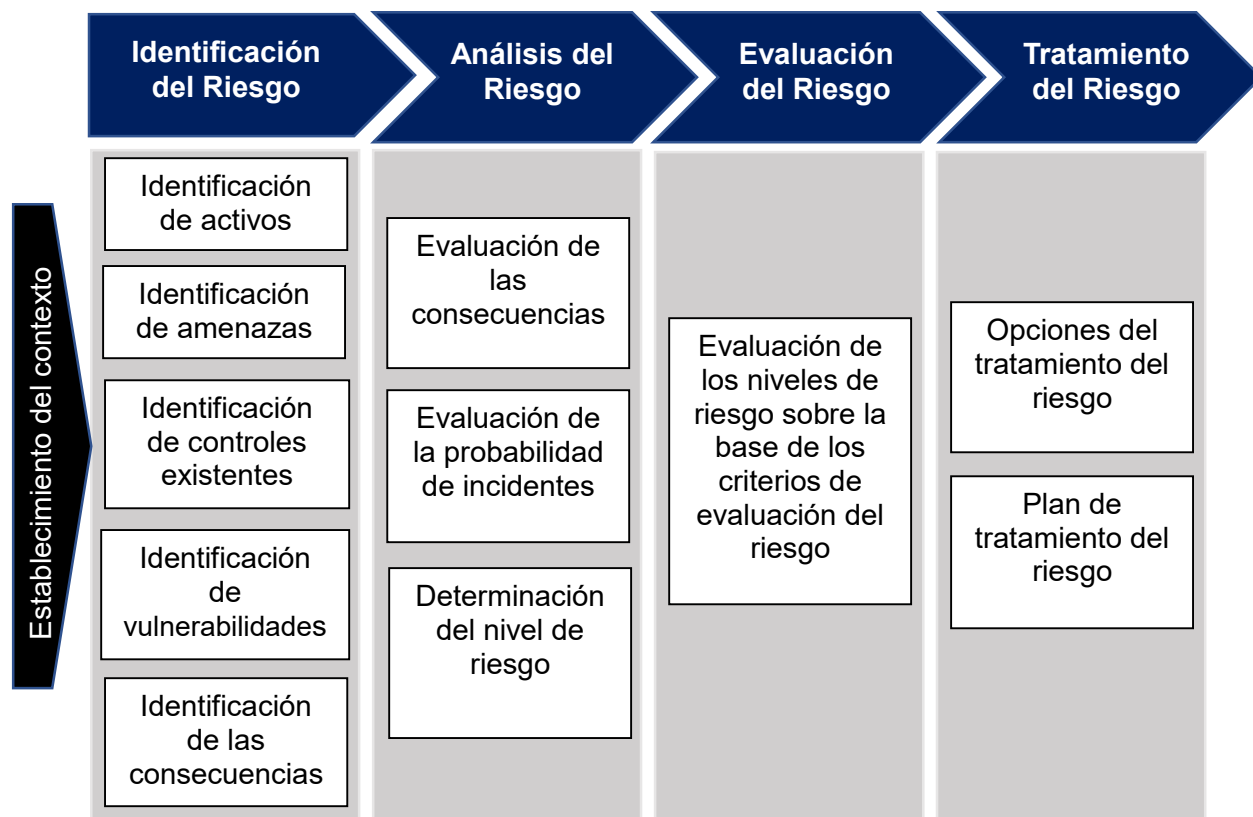 Identificación
del Riesgo
Análisis del
Riesgo
Evaluación
del Riesgo
Tratamiento
del Riesgo
Establecimiento del contexto
Identificación
de activos
Identificación
de amenazas
Identificación
de controles
existentes
Identificación
de
vulnerabilidades
Identificación
de las
consecuencias
Evaluación de
las
consecuencias
Evaluación de
la probabilidad
de incidentes
Determinación
del nivel de
riesgo
Evaluación de
los niveles de
riesgo sobre la
base de los
criterios de
evaluación del
riesgo
Opciones del
tratamiento del
riesgo
Plan de
tratamiento del
riesgo